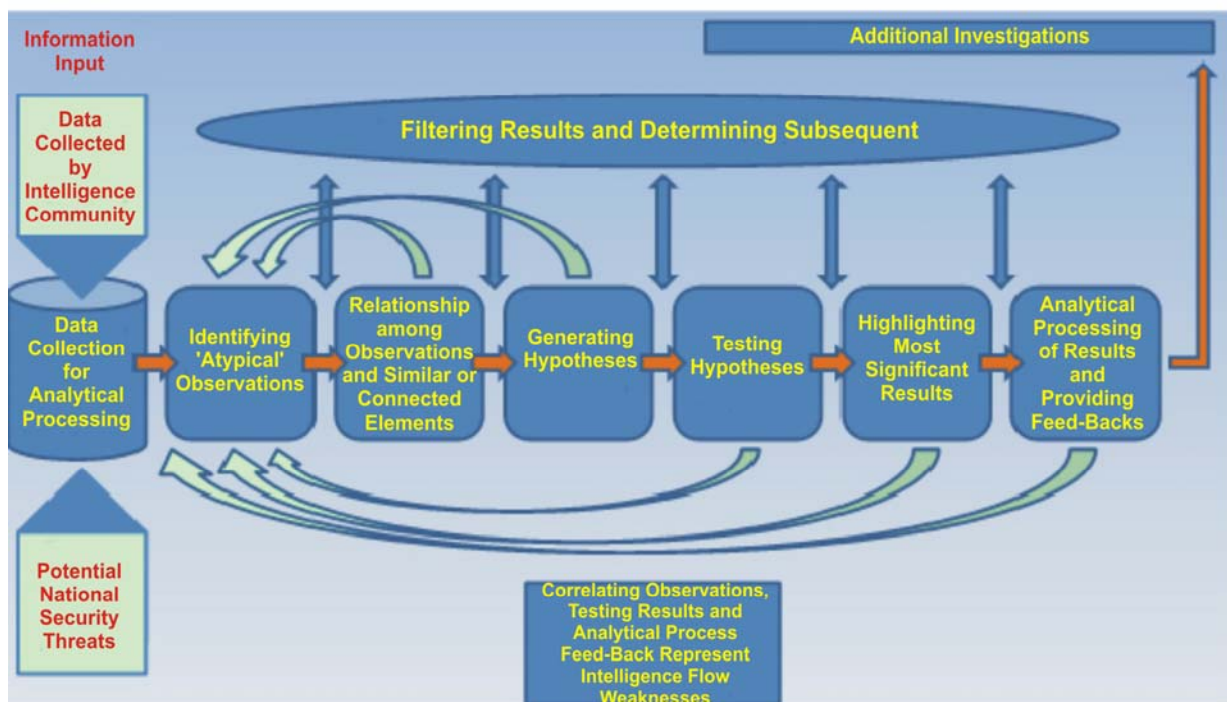 Information
Input
Additional Investigations
Data
Collected
by
Intelligence
Community
Filtering Results and Determining Subsequent
Data
Collection
for
Analytical
Processing
Identifying
'Atypical'
Observations
Relationship
among
Observations
and Similar or
Connected
Elements
Generating
Hypotheses
Testing
Hypotheses
Highlighting
Most
Significant
Results
Analytical
Processing
of Results
and
Providing
Feed-Backs
Potential
National
Security
Threats
Correlating Observations,
Testing Results and
Analytical Process
Feed-Back Represent
Intelligence Flow
Weaknesses